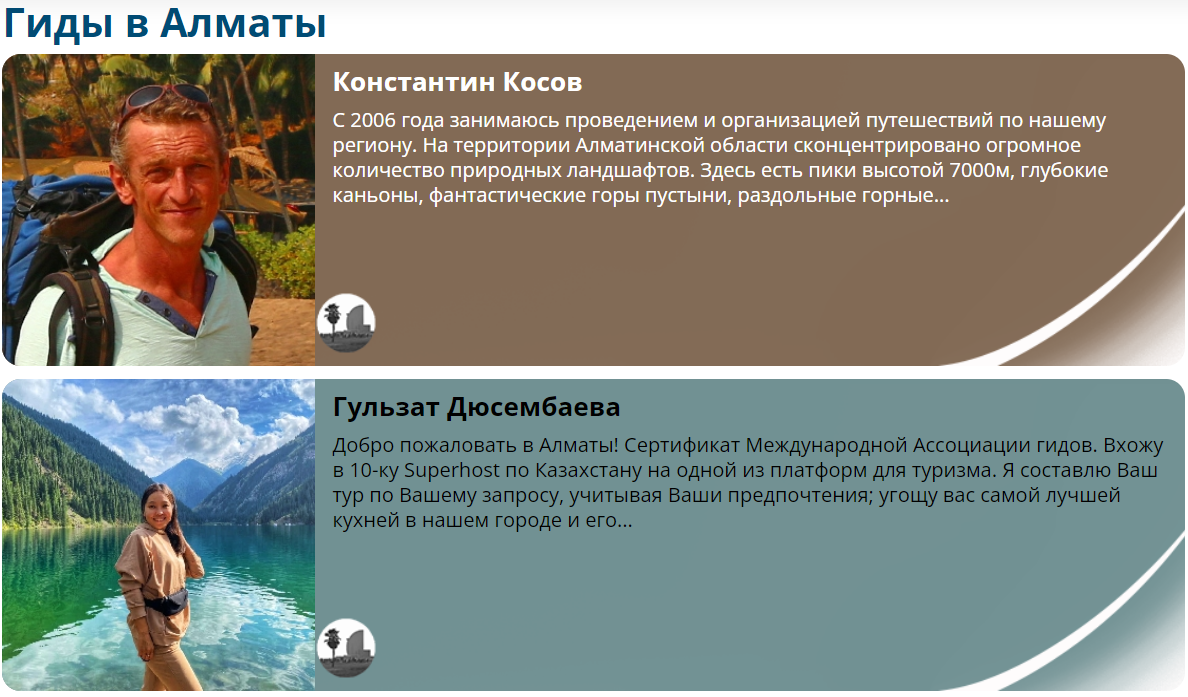 Гиды в Алматы
Константин Косов
С 2006 года занимаюсь проведением и организацией путешествий по нашему
региону. На территории Алматинской области сконцентрировано огромное
количество природных ландшафтов. Здесь есть пики высотой 7000м, глубокие
каньоны, фантастические горы пустыни, раздольные горные...
Гульзат Дюсембаева
Добро пожаловать в Алматы! Сертификат Международной Ассоциации гидов. Вхожу
в 10-ку Superhost по Казахстану на одной из платформ для туризма. Я составлю Ваш
тур по Вашему запросу, учитывая Ваши предпочтения; угощу вас самой лучшей
кухней в нашем городе и его...